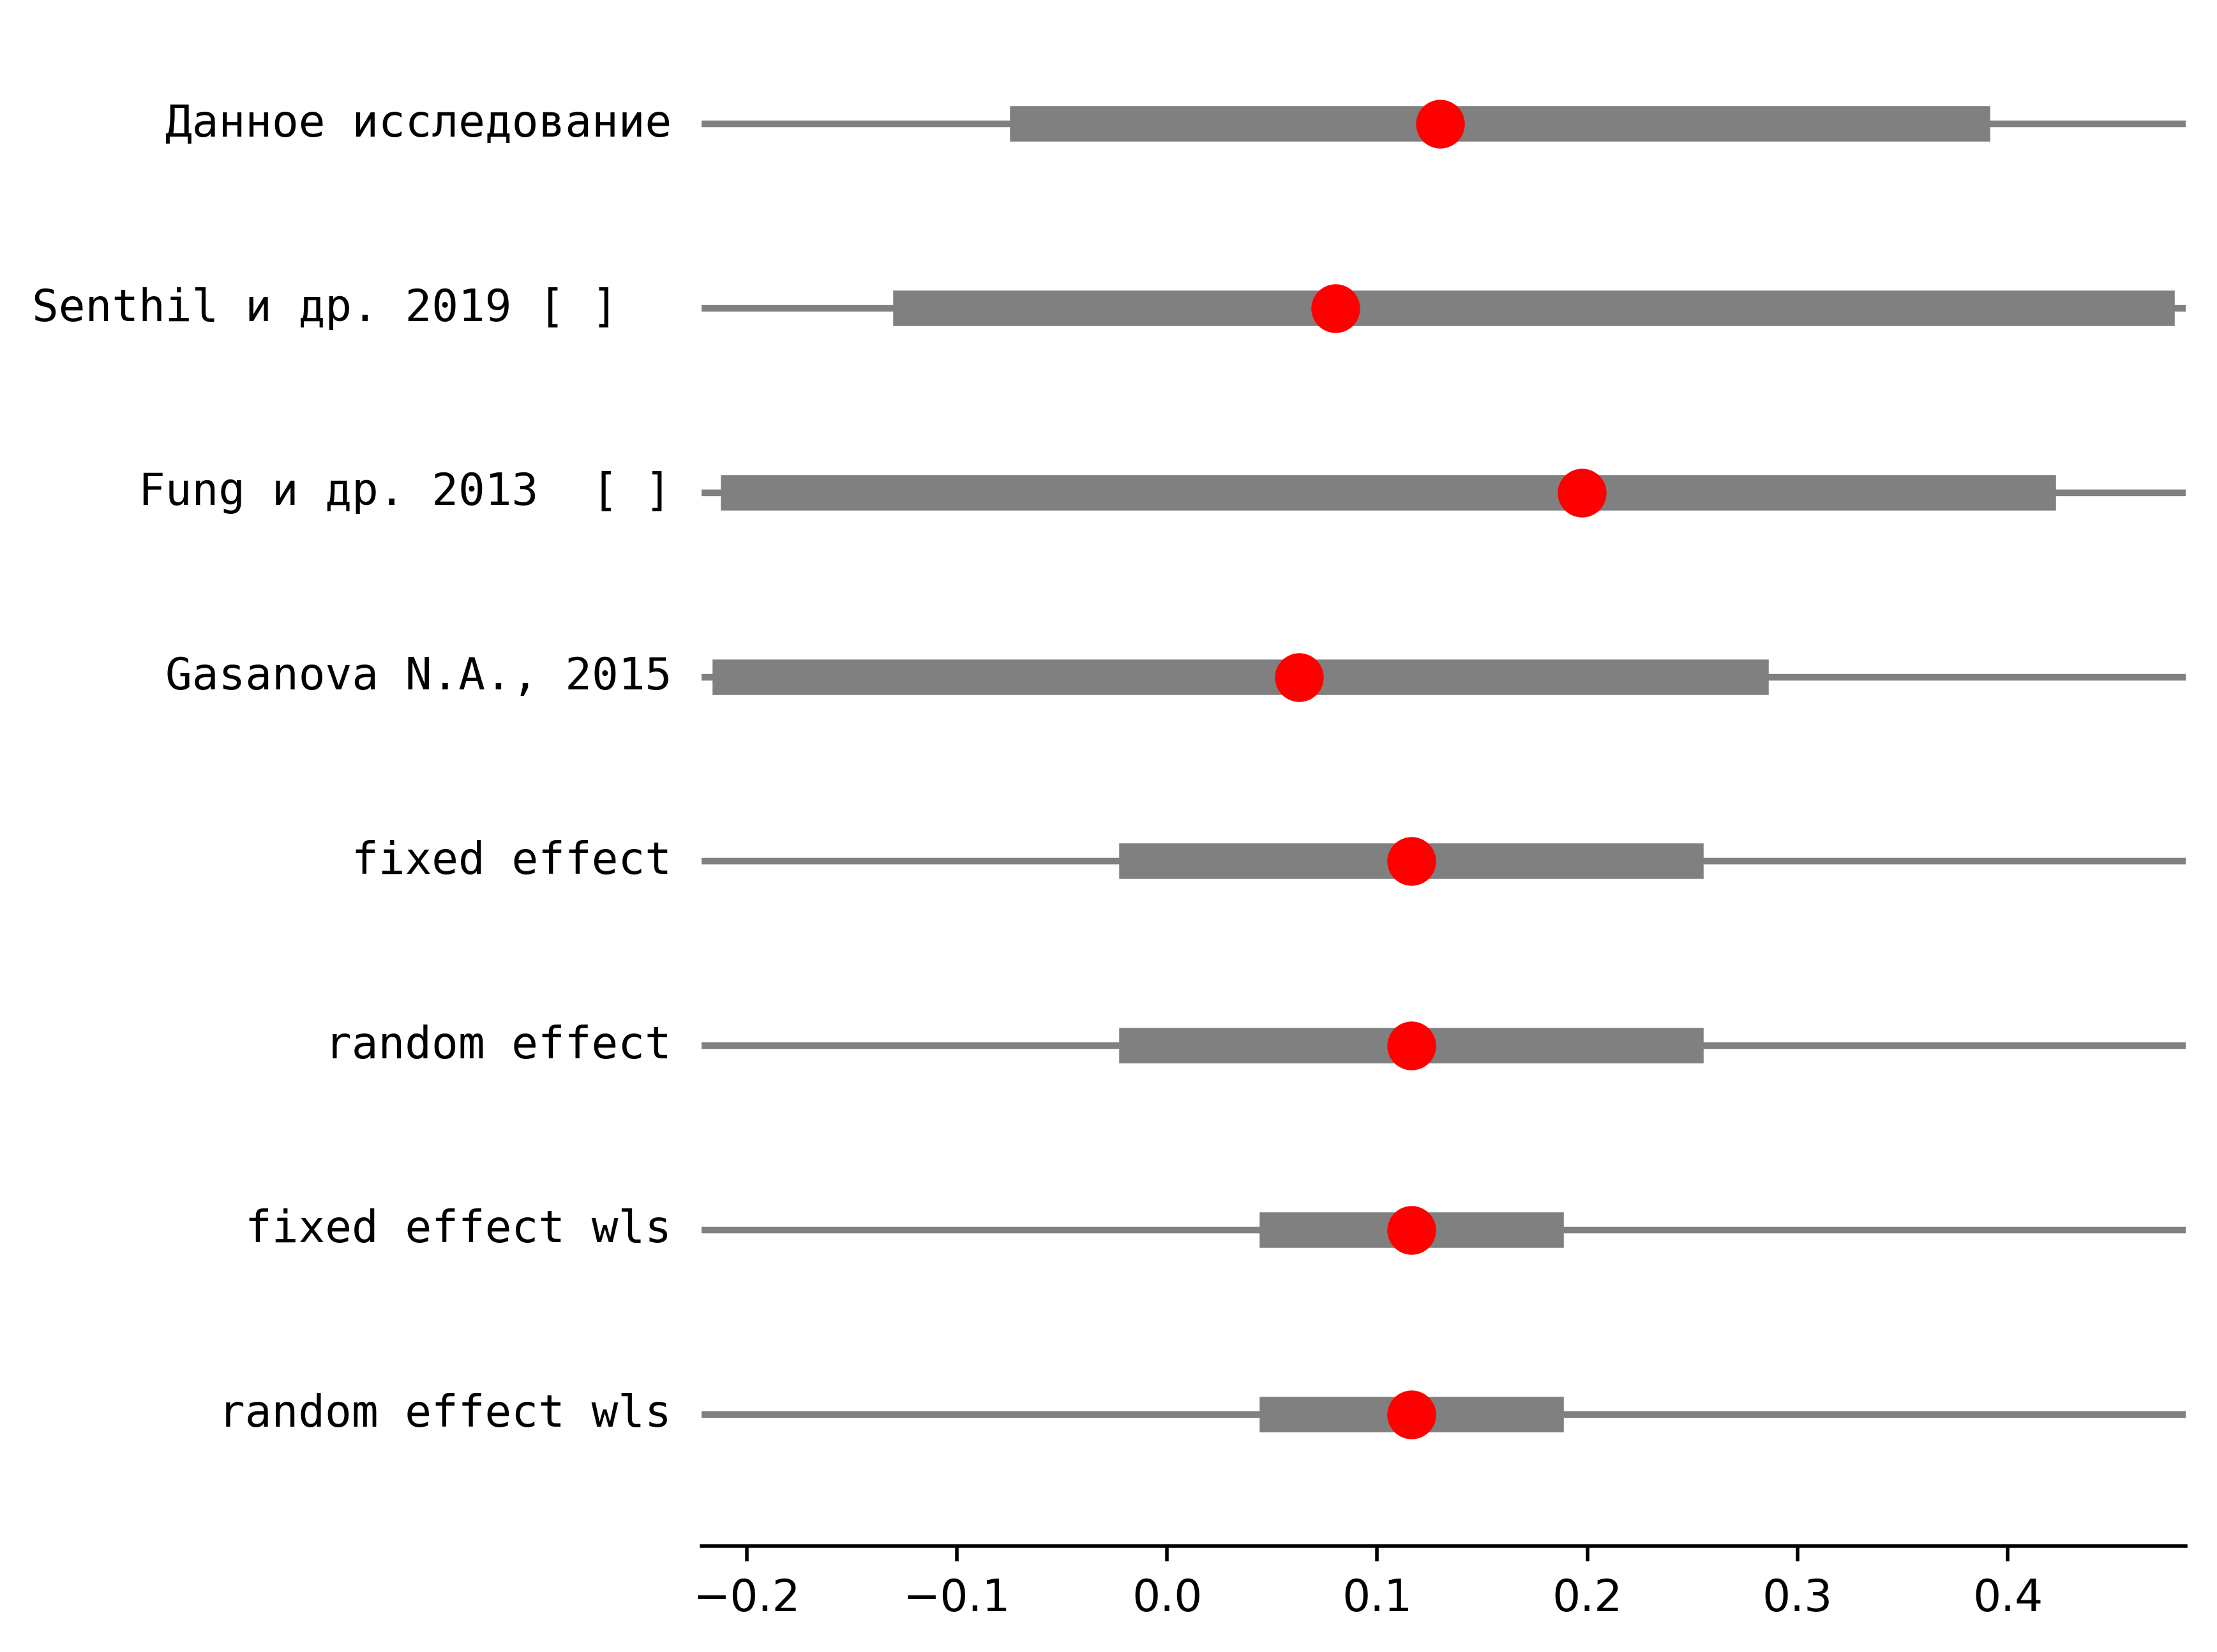 Данное исследование
Senthil и др. 2019 [ ]
Fung и др. 2013  [ ]
Gasanova N.A., 2015
fixed effect
random effect
fixed effect wls
random effect wls
−0.2 −0.1 0.0 0.1 0.2 0.3 0.4